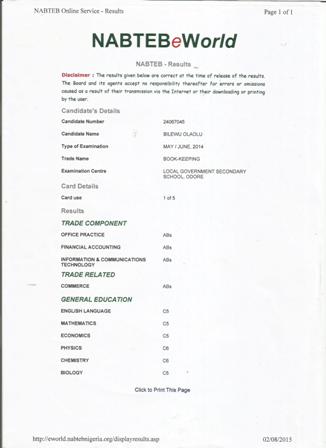 NABTEB Online Service - Results Page 1 of 1
NABTEBeWorld
NABTEB - Results
Disclaimer : The results given below are correct at the time of release of the results.
The Board and its agents accept no responsibility thereafter for errors or omissions
caused as a result of their transmission via the Internet or their downloading or printing
by the user.
Candidate's Details
Candidate Number 24067045
Candidate Name BILEWU OLAOLU
Type of Examination MAY / JUNE, 2014
Trade Name BOOK-KEEPING
Examination Centre LOCAL GOVERNMENT SECONDARY
SCHOOL, ODORE
Card Details
Card use 1 of 5
Results
TRADE COMPONENT
OFFICE PRACTICE ABs
FINANCIAL ACCOUNTING ABs
INFORMATION & COMMUNICATIONS ABs
TECHNOLOGY
TRADE RELATED
COMMERCE ABs
GENERAL EDUCATION
ENGLISH LANGUAGE C5
MATHEMATICS C5
ECONOMICS C5
PHYSICS C6
CHEMISTRY C6
BIOLOGY C5
Click to Print This Page
http://eworld.nabtebnigeria.org/displayresults.asp 02/08/2015